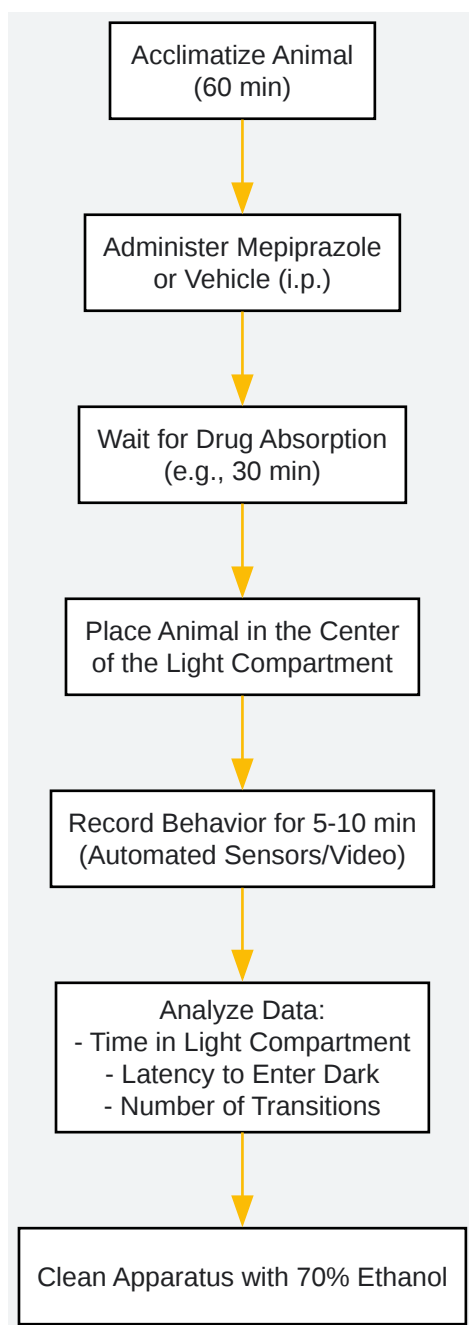 Acclimatize Animal
(60 min)
Administer Mepiprazole
or Vehicle (i.p.)
Wait for Drug Absorption
(e.g., 30 min)
Place Animal in the Center
of the Light Compartment
Record Behavior for 5-10 min
(Automated Sensors/Video)
Analyze Data:
- Time in Light Compartment
- Latency to Enter Dark
- Number of Transitions
Clean Apparatus with 70% Ethanol